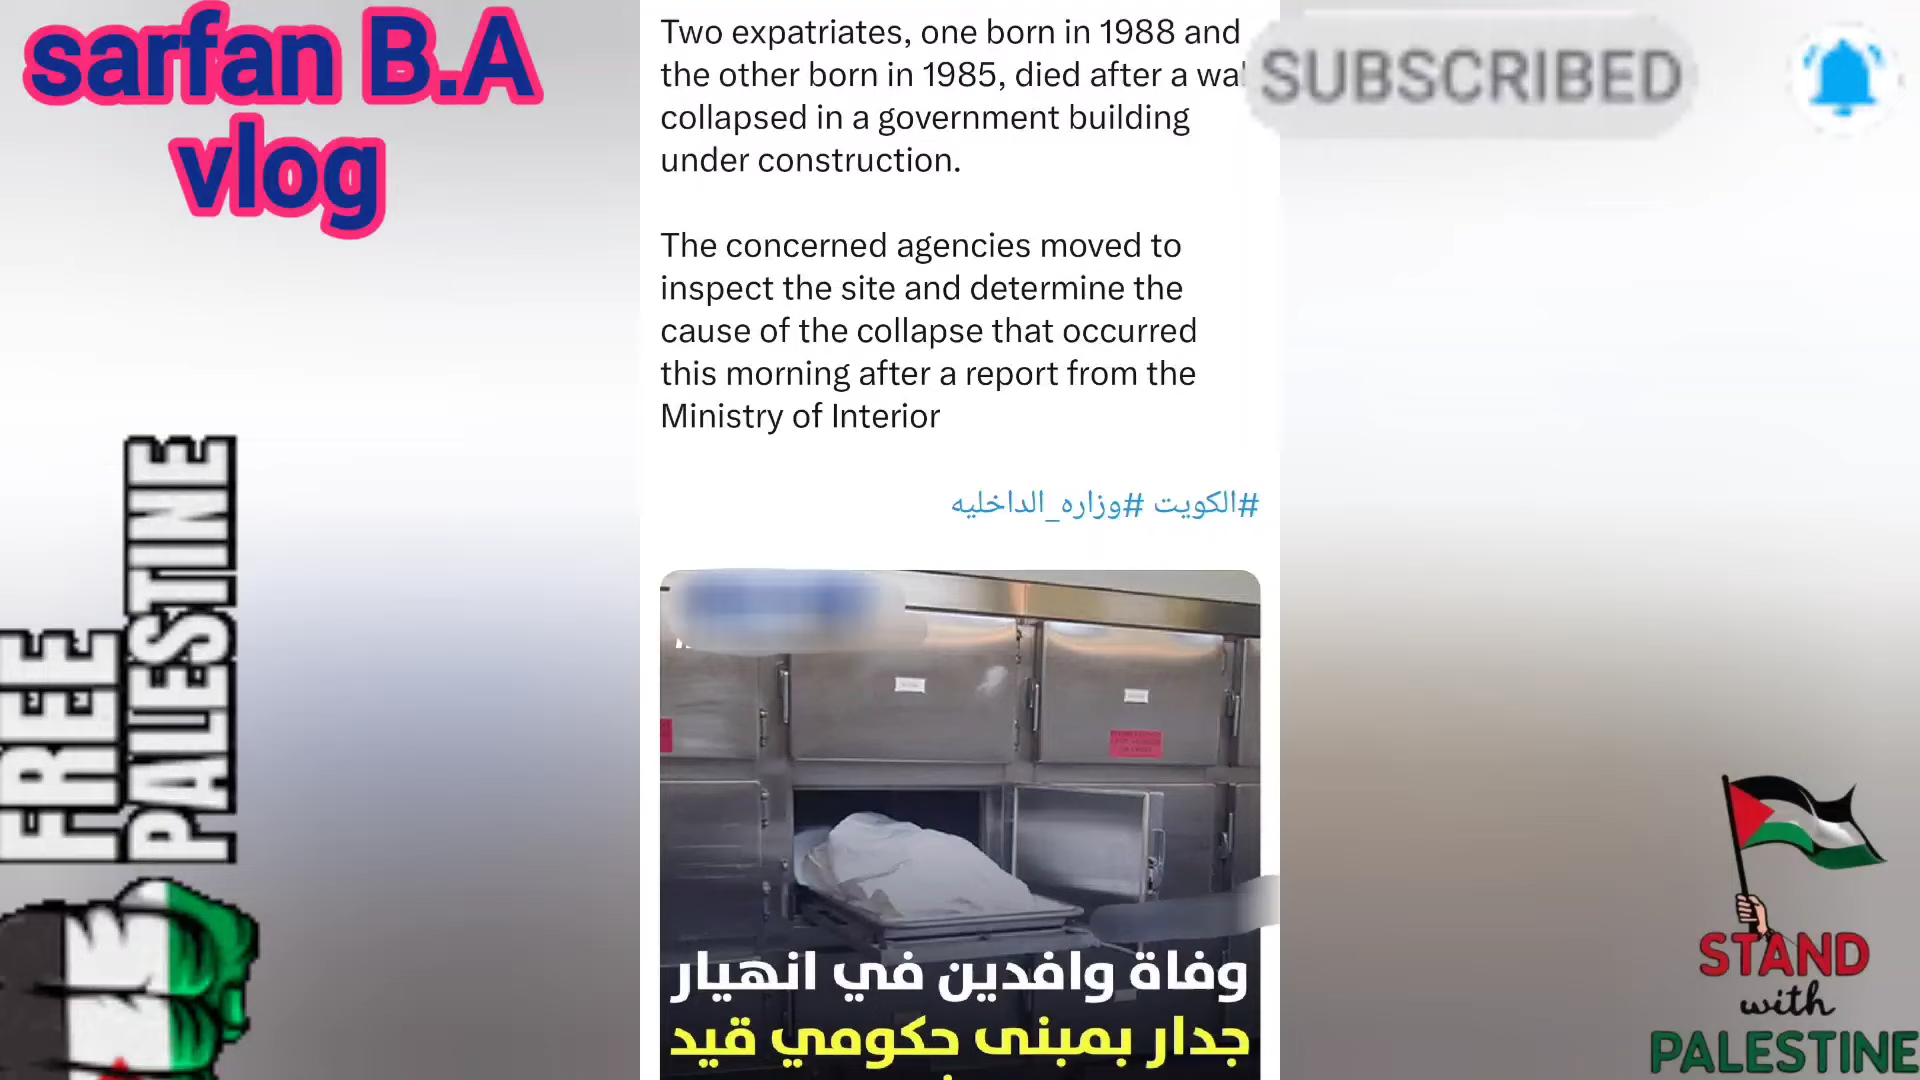 sarfan B.A
vlog
Two expatriates, one born in 1988 and
the other born in 1985, died after a
collapsed in a government building
under construction.
The concerned agencies moved to
inspect the site and determine the
cause of the collapse that occurred
this morning after a report from the
Ministry of Interior
#الكويت #وزاره_الداخليه
وفاة وافدين في انهيار
جدار بمبنى حكومي قيد
SUBSCRIBED
FREE
PALESTINE
STAND
with
PALESTINE